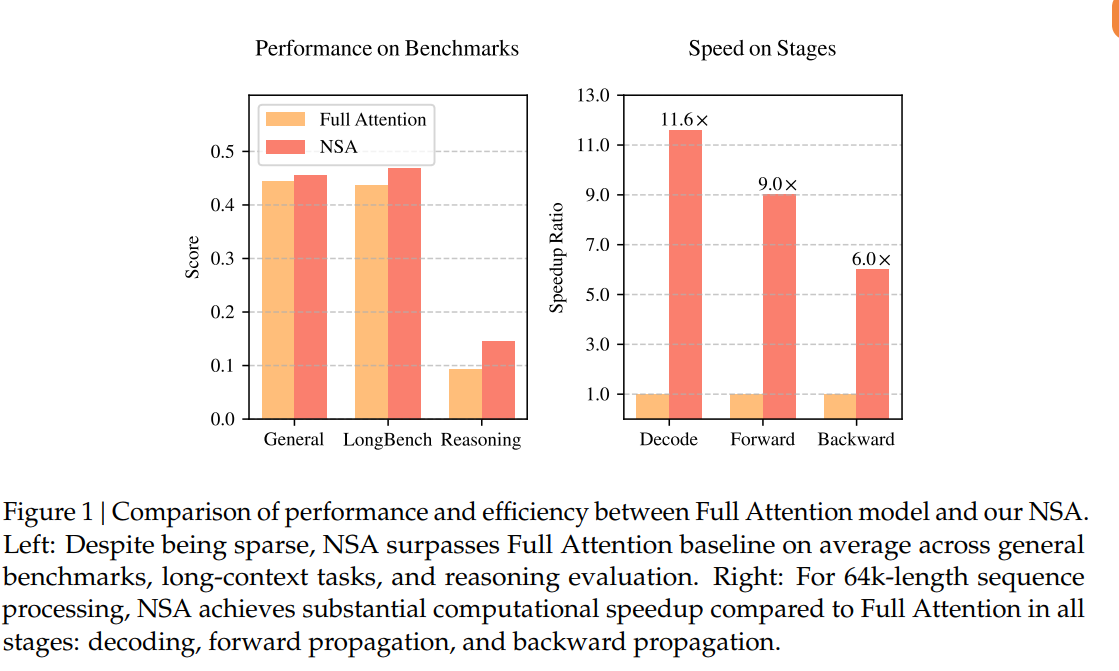 Performance on Benchmarks
Full Attention
NSA
Score
0.5
0.4
0.3
0.2
0.1
0.0
General LongBench Reasoning
Speed on Stages
Speedup Ratio
13.0
11.0
9.0
7.0
5.0
3.0
1.0
11.6×
9.0×
6.0×
Decode Forward Backward
Figure 1 | Comparison of performance and efficiency between Full Attention model and our NSA.
Left: Despite being sparse, NSA surpasses Full Attention baseline on average across general
benchmarks, long-context tasks, and reasoning evaluation. Right: For 64k-length sequence
processing, NSA achieves substantial computational speedup compared to Full Attention in all
stages: decoding, forward propagation, and backward propagation.